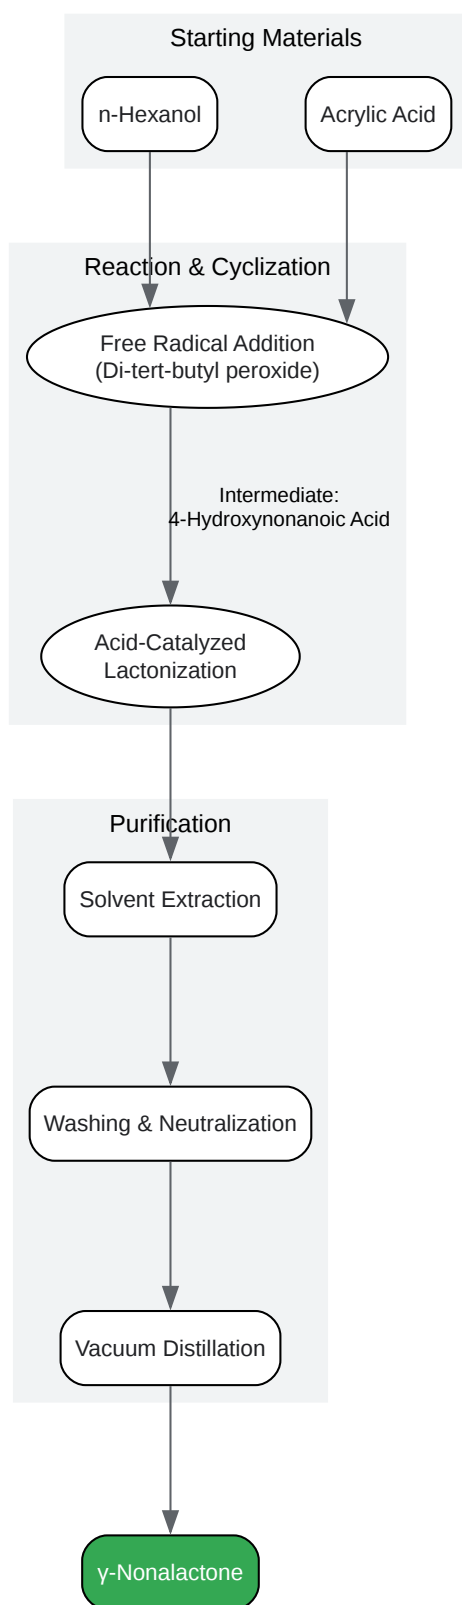 Starting Materials
n-Hexanol
Acrylic Acid
Reaction & Cyclization
Free Radical Addition
(Di-tert-butyl peroxide)
Intermediate:
4-Hydroxynonanoic Acid
Acid-Catalyzed
Lactonization
Purification
Solvent Extraction
Washing & Neutralization
Vacuum Distillation
γ-Nonalactone